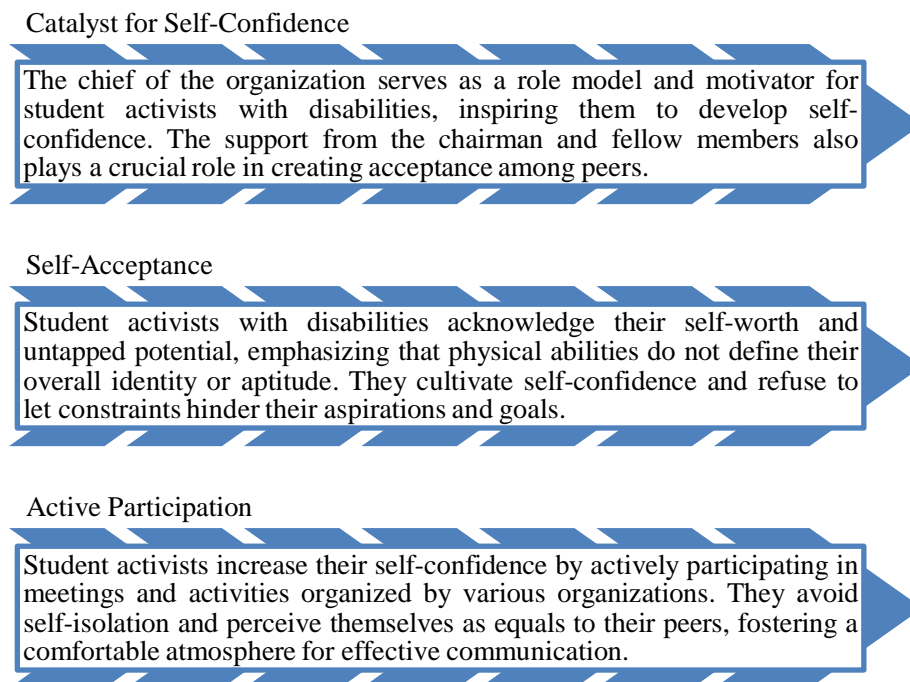 Catalyst for Self-Confidence
The chief of the organization serves as a role model and motivator for
student activists with disabilities, inspiring them to develop self-
confidence. The support from the chairman and fellow members also
plays a crucial role in creating acceptance among peers.
Self-Acceptance
Student activists with disabilities acknowledge their self-worth and
untapped potential, emphasizing that physical abilities do not define their
overall identity or aptitude. They cultivate self-confidence and refuse to
let constraints hinder their aspirations and goals.
Active Participation
Student activists increase their self-confidence by actively participating in
meetings and activities organized by various organizations. They avoid
self-isolation and perceive themselves as equals to their peers, fostering a
comfortable atmosphere for effective communication.